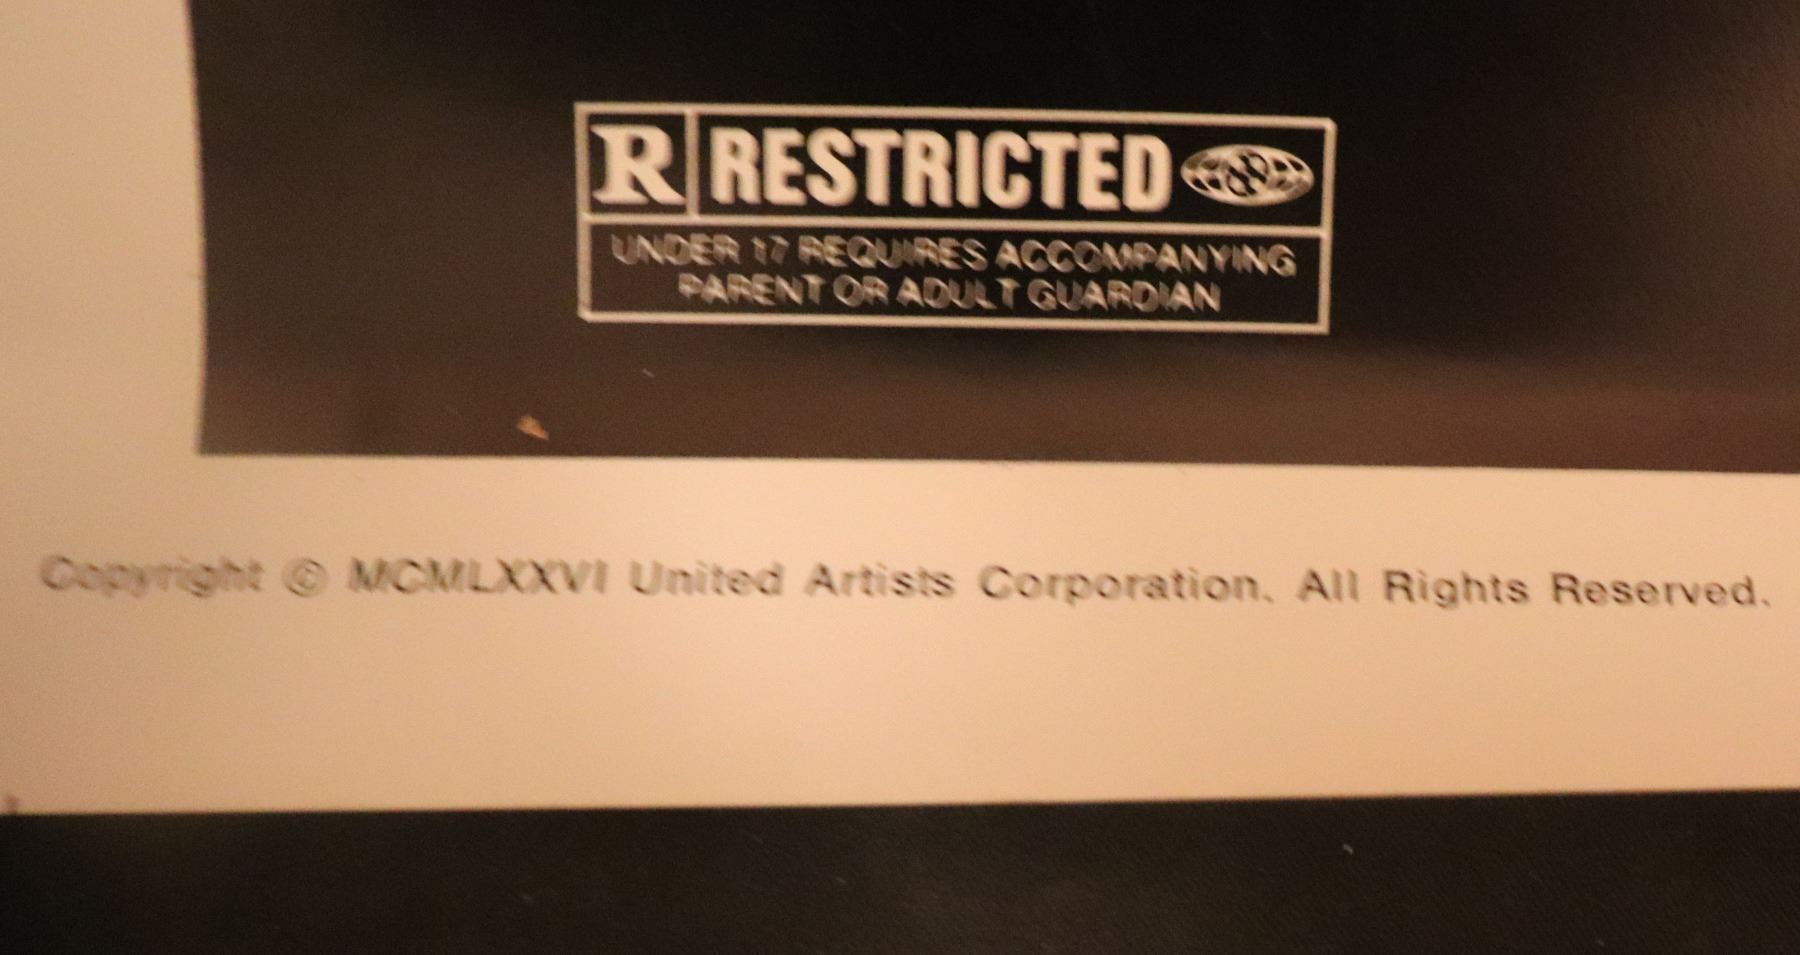 R RESTRICTED
UNDER 17 REQUIRES ACCOMPANYING
PARENT OR ADULT GUARDIAN
Copyright © MCMLXXVI United Artists Corporation. All Rights Reserved.